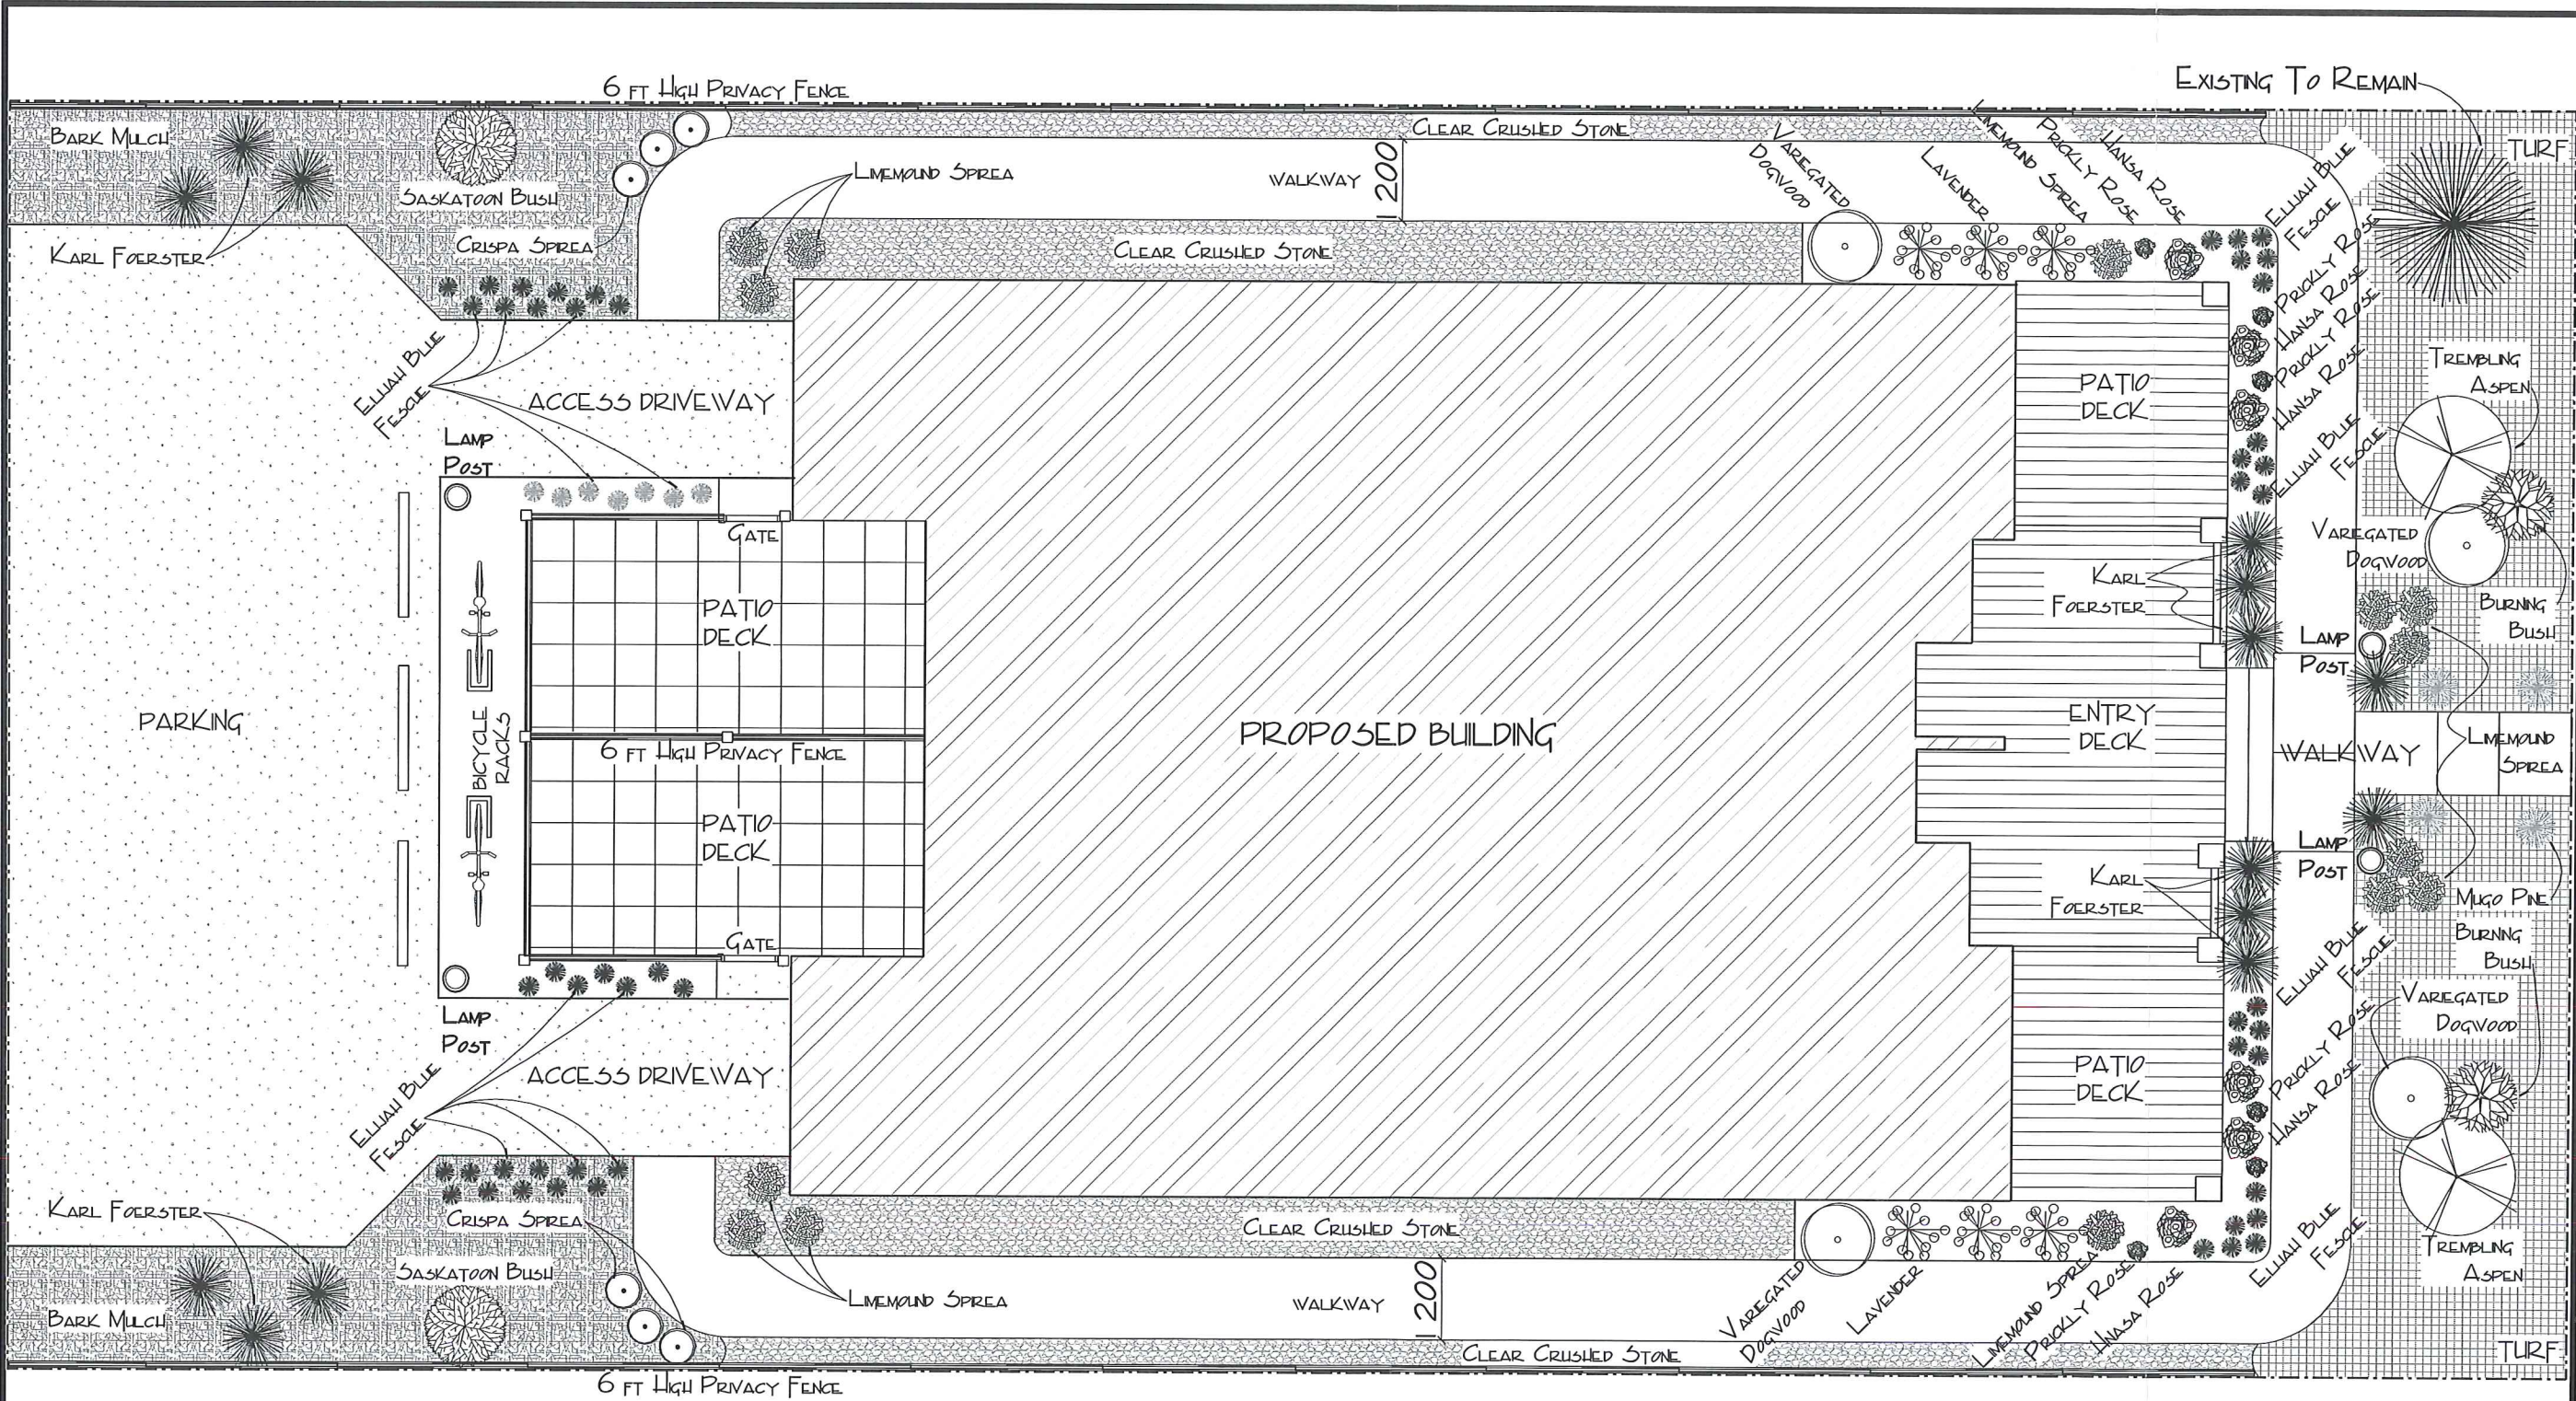 6 FT HIGH PRIVACY FENCE
EXISTING TO REMAIN
BARK MULCH
SASKATOON BUSH
CRISPA SPIREA
KARL FOERSTER
LIMEMOUND SPIREA
WALKWAY
1200
CLEAR CRUSHED STONE
CLEAR CRUSHED STONE
VARIEGATED
DOGWOOD
LAVENDER
LIMEMOUND SPIREA
PRICKLY ROSE
HANSA ROSE
ELIJAH BLUE
FESCUE
TURF
PRICKLY ROSE
HANSA ROSE
PRICKLY ROSE
HANSA ROSE
ELIJAH BLUE
FESCUE
TREMBLING
ASPEN
ELIJAH BLUE
FESCUE
ACCESS DRIVEWAY
LAMP
POST
GATE
PATIO
DECK
PATIO
DECK
VARIEGATED
DOGWOOD
BURNING
BUSH
KARL
FOERSTER
LAMP
POST
PARKING
BICYCLE
RACKS
6 FT HIGH PRIVACY FENCE
PROPOSED BUILDING
ENTRY
DECK
WALKWAY
LIMEMOUND
SPIREA
PATIO
DECK
GATE
KARL
FOERSTER
LAMP
POST
MUGO PINE
BURNING
BUSH
ELIJAH BLUE
FESCUE
VARIEGATED
DOGWOOD
LAMP
POST
ACCESS DRIVEWAY
PATIO
DECK
PRICKLY ROSE
HANSA ROSE
ELIJAH BLUE
FESCUE
KARL FOERSTER
CRISPA SPIREA
SASKATOON BUSH
BARK MULCH
LIMEMOUND SPIREA
CLEAR CRUSHED STONE
WALKWAY
1200
VARIEGATED
DOGWOOD
LAVENDER
LIMEMOUND SPIREA
PRICKLY ROSE
HNASA ROSE
ELIJAH BLUE
FESCUE
TREMBLING
ASPEN
CLEAR CRUSHED STONE
TURF
6 FT HIGH PRIVACY FENCE